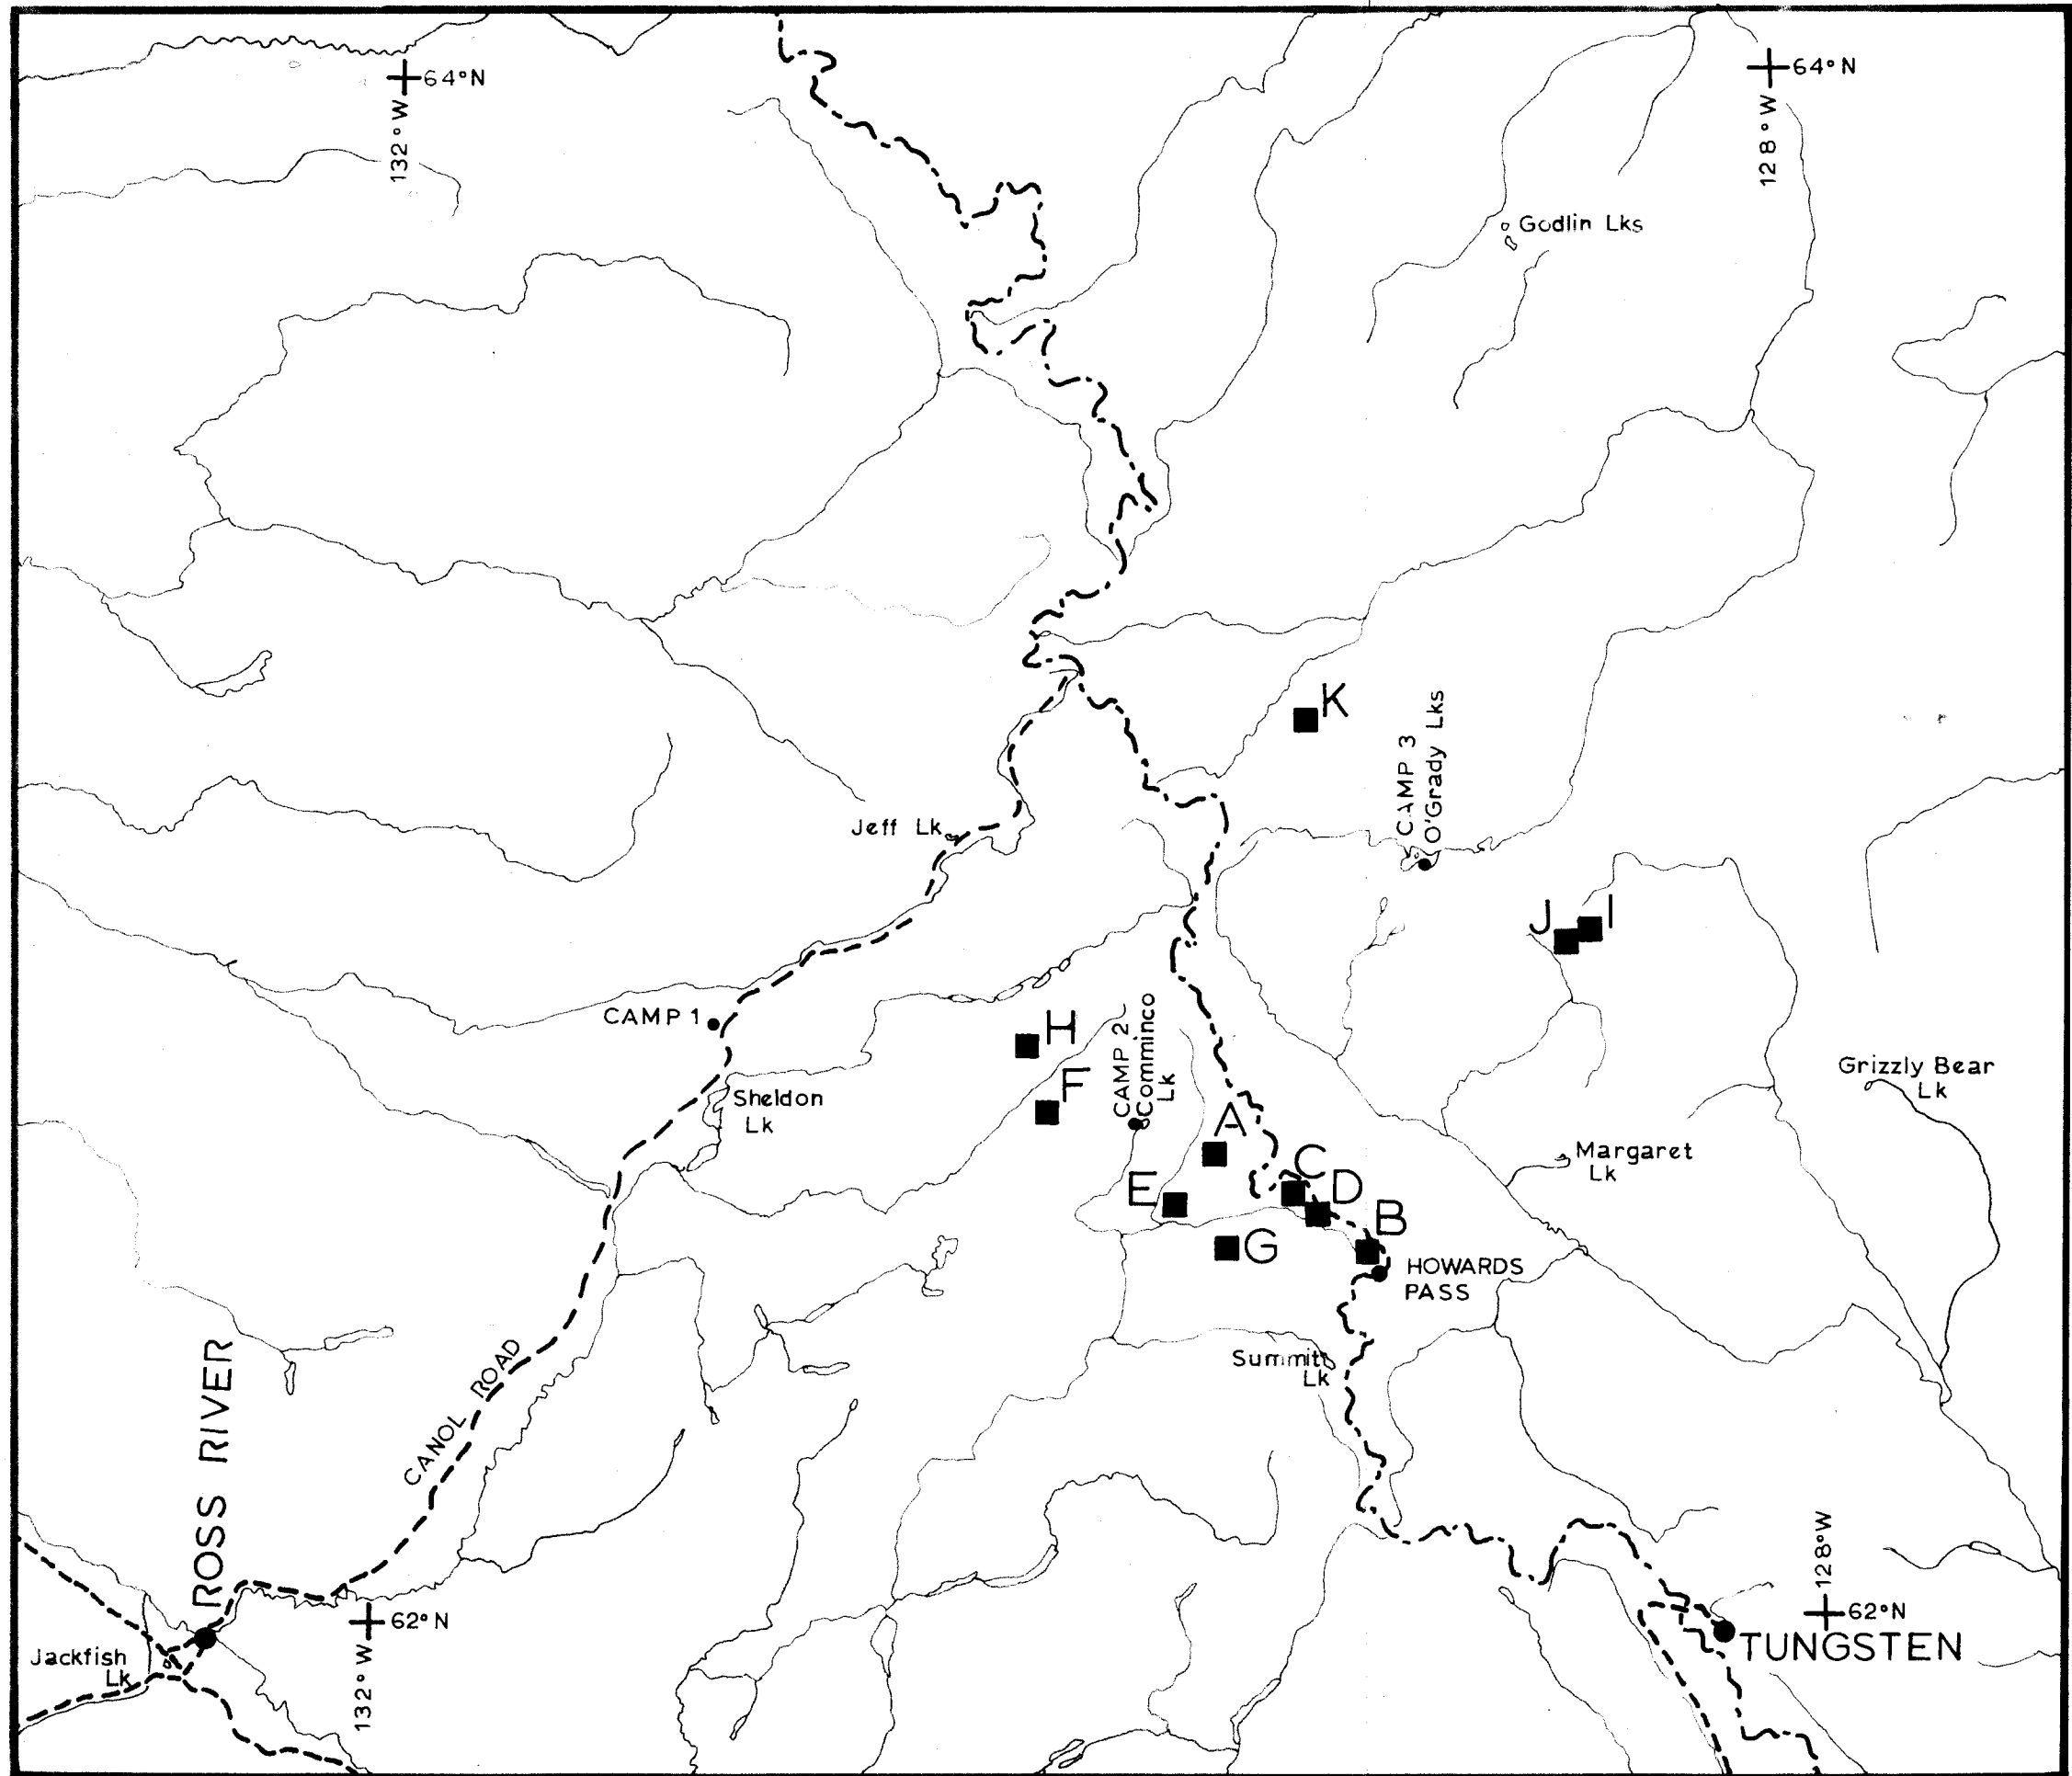 64°N
64°N
132°W
128°W
Godlin Lks
K
CAMP 3
O'Grady Lks
Jeff Lk
J
I
CAMP 1
H
CAMP 2
Comminco
Lk
F
Sheldon
Lk
Grizzly Bear
Lk
A
Margaret
Lk
C
E
D
B
G
HOWARDS
PASS
Summit
Lk
CANOL ROAD
ROSS RIVER
128°W
62°N
62°N
TUNGSTEN
Jackfish
Lk
132°W